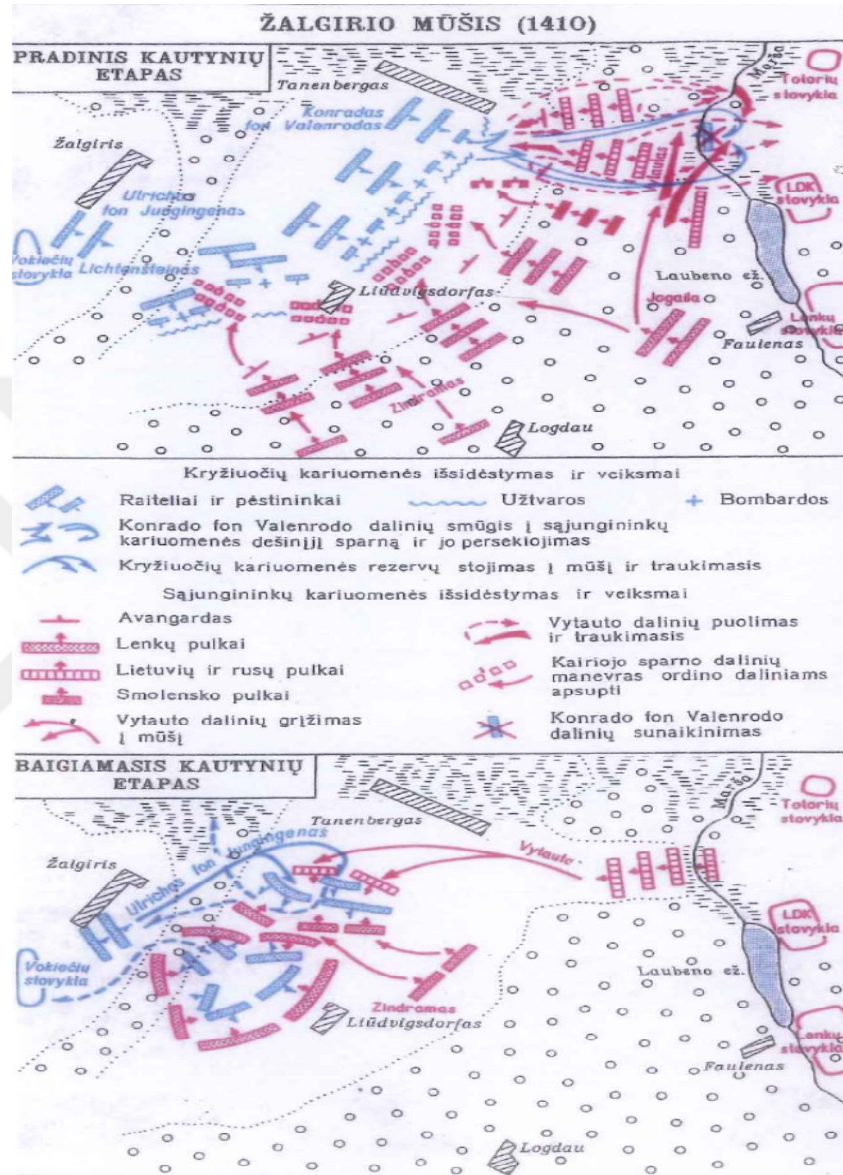 ŽALGIRIO MŪŠIS (1410)
PRADINIS KAUTYNIŲ
ETAPAS
Tanenbergas
Marša
Totorių
stovykla
Konradas
fon Valenrodas
Žalgiris
Ulrichas
fon Jungingenas
LDK
stovykla
Vokiečių
stovykla
Lichtenšteinas
Laubeno ež.
Liūdvigsdorfas
Jogaila
Lenkų
stovykla
Faulenas
Zindramas
Logdau
Kryžiuočių kariuomenės išsidėstymas ir veiksmai
Raiteliai ir pėstininkai
Užtvaros
Bombardos
Konrado fon Valenrodo dalinių smūgis į sąjungininkų
kariuomenės dešinįjį sparną ir jo persekiojimas
Kryžiuočių kariuomenės rezervų stojimas į mūšį ir traukimasis
Sąjungininkų kariuomenės išsidėstymas ir veiksmai
Avangardas
Lenkų pulkai
Lietuvių ir rusų pulkai
Smolensko pulkai
Vytauto dalinių grįžimas
į mūšį
Vytauto dalinių puolimas
ir traukimasis
Kairiojo sparno dalinių
manevras ordino daliniams
apsupti
Konrado fon Valenrodo
dalinių sunaikinimas
BAIGIAMASIS KAUTYNIŲ
ETAPAS
Tanenbergas
Marša
Totorių
stovykla
Žalgiris
Ulrichas fon Jungingenas
Vytautas
LDK
stovykla
Vokiečių
stovykla
Laubeno ež.
Zindramas
Liūdvigsdorfas
Lenkų
stovykla
Faulenas
Logdau